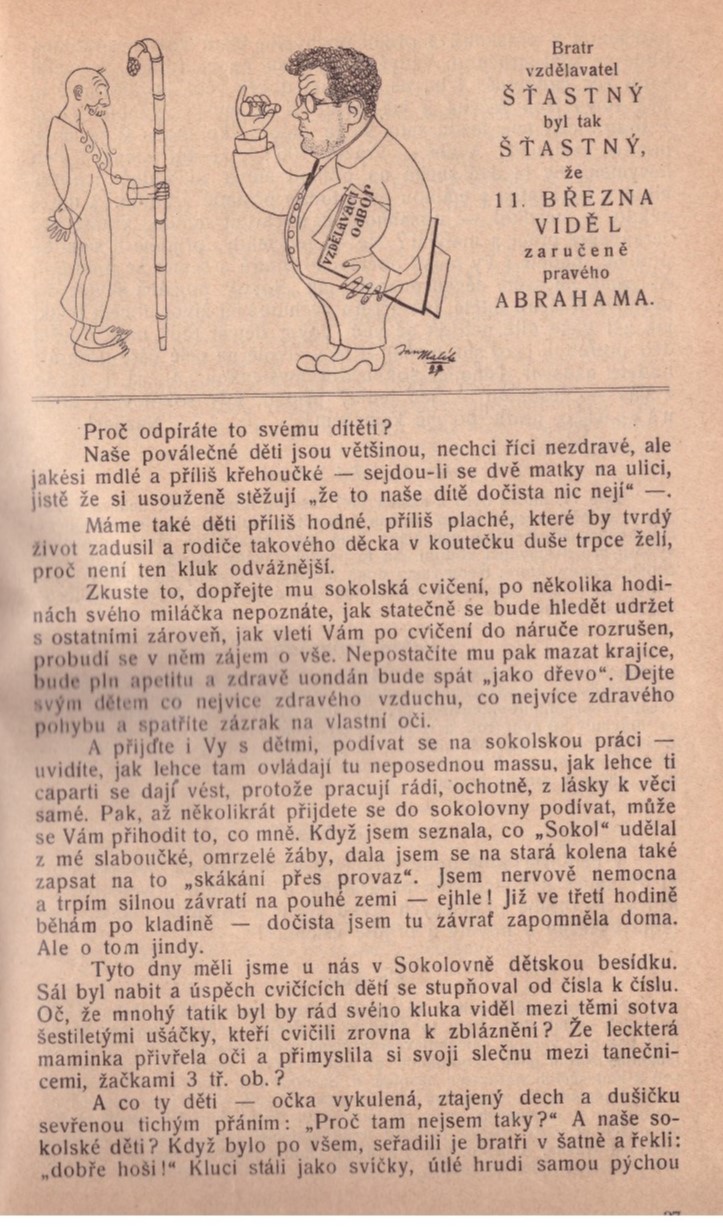 Bratr
vzdělavatel
ŠŤASTNÝ
byl tak
ŠŤASTNÝ,
že
11. BŘEZNA
VIDĚL
zaručeně
pravého
ABRAHAMA.
VZDĚLAVACÍ
ODBOR
Jan Malík
27
Proč odpíráte to svému dítěti?
Naše poválečné děti jsou většinou, nechci říci nezdravé, ale
jakési mdlé a příliš křehoučké — sejdou-li se dvě matky na ulici,
jistě že si usouženě stěžují „že to naše dítě dočista nic nejí“ —.
Máme také děti příliš hodné, příliš plaché, které by tvrdý
život zadusil a rodiče takového děcka v koutečku duše trpce želí,
proč není ten kluk odvážnější.
Zkuste to, dopřejte mu sokolská cvičení, po několika hodi-
nách svého miláčka nepoznáte, jak statečně se bude hledět udržet
s ostatními zároveň, jak vletí Vám po cvičení do náruče rozrušen,
probudí se v něm zájem o vše. Nepostačíte mu pak mazat krajíce,
bude pln apetitu a zdravě uondán bude spát „jako dřevo“. Dejte
svým dětem co nejvíce zdravého vzduchu, co nejvíce zdravého
pohybu a spatříte zázrak na vlastní oči.
A přijďte i Vy s dětmi, podívat se na sokolskou práci —
uvidíte, jak lehce tam ovládají tu neposednou massu, jak lehce ti
caparti se dají vést, protože pracují rádi, ochotně, z lásky k věci
samé. Pak, až několikrát přijdete se do sokolovny podívat, může
se Vám přihodit to, co mně. Když jsem seznala, co „Sokol“ udělal
z mé slaboučké, omrzelé žáby, dala jsem se na stará kolena také
zapsat na to „skákání přes provaz“. Jsem nervově nemocna
a trpím silnou závratí na pouhé zemi — ejhle! Již ve třetí hodině
běhám po kladině — dočista jsem tu závrať zapomněla doma.
Ale o tom jindy.
Tyto dny měli jsme u nás v Sokolovně dětskou besídku.
Sál byl nabit a úspěch cvičících dětí se stupňoval od čísla k číslu.
Oč, že mnohý tatik byl by rád svého kluka viděl mezi těmi sotva
šestiletými ušáčky, kteří cvičili zrovna k zbláznění? Že leckterá
maminka přivřela oči a přimyslila si svoji slečnu mezi tanečni-
cemi, žačkami 3 tř. ob.?
A co ty děti — očka vykulená, ztajený dech a dušičku
sevřenou tichým přáním: „Proč tam nejsem taky?“ A naše so-
kolské děti? Když bylo po všem, seřadili je bratři v šatně a řekli:
„dobře hoši!“ Kluci stáli jako svíčky, útlé hrudi samou pýchou